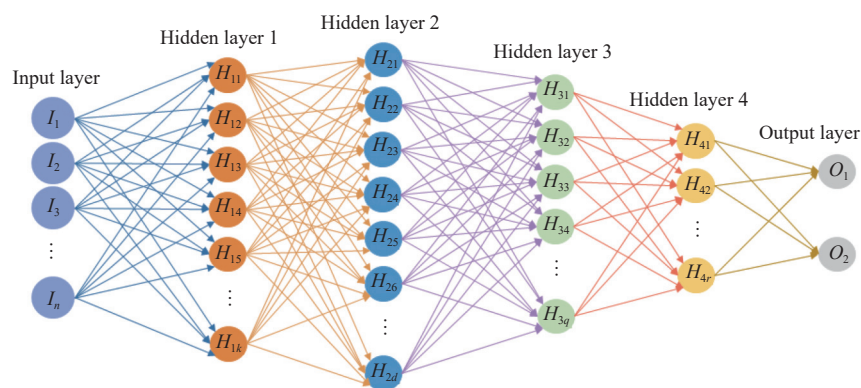 Input layer
I1
I2
I3
⋮
In
Hidden layer 1
H11
H12
H13
H14
H15
⋮
H1k
Hidden layer 2
H21
H22
H23
H24
H25
H26
⋮
H2d
Hidden layer 3
H31
H32
H33
H34
⋮
H3q
Hidden layer 4
H41
H42
⋮
H4r
Output layer
O1
O2